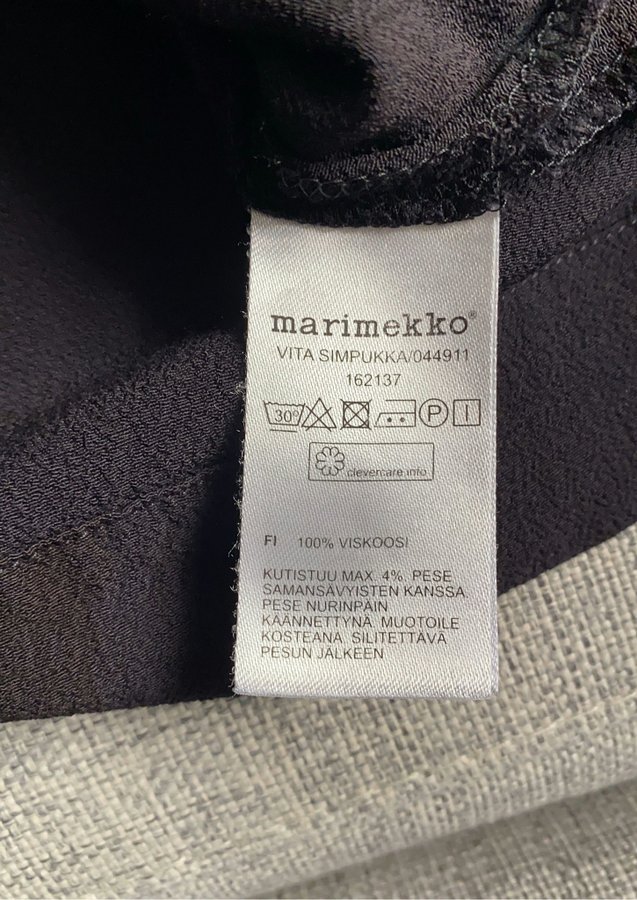 marimekko®
VITA SIMPUKKA/044911
162137
30° P I
clevercare.info
FI 100% VISKOOSI
KUTISTUU MAX. 4%. PESE
SAMANSÄVYISTEN KANSSA.
PESE NURINPÄIN
KÄÄNNETTYNÄ. MUOTOILE
KOSTEANA. SILITETTÄVÄ
PESUN JÄLKEEN